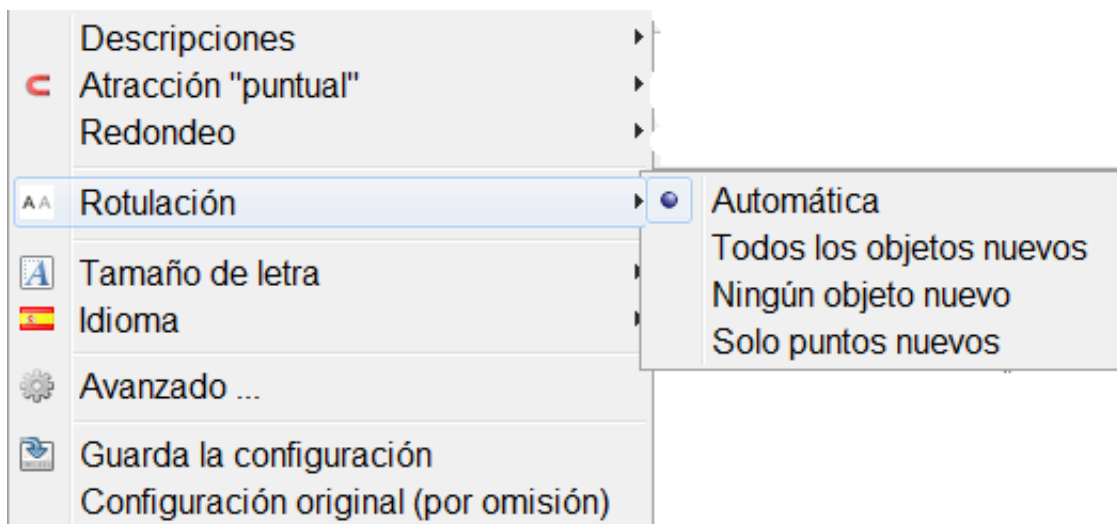 Descripciones
Atracción "puntual"
Redondeo
AA Rotulación
Automática
Todos los objetos nuevos
Ningún objeto nuevo
Solo puntos nuevos
A Tamaño de letra
Idioma
Avanzado ...
Guarda la configuración
Configuración original (por omisión)